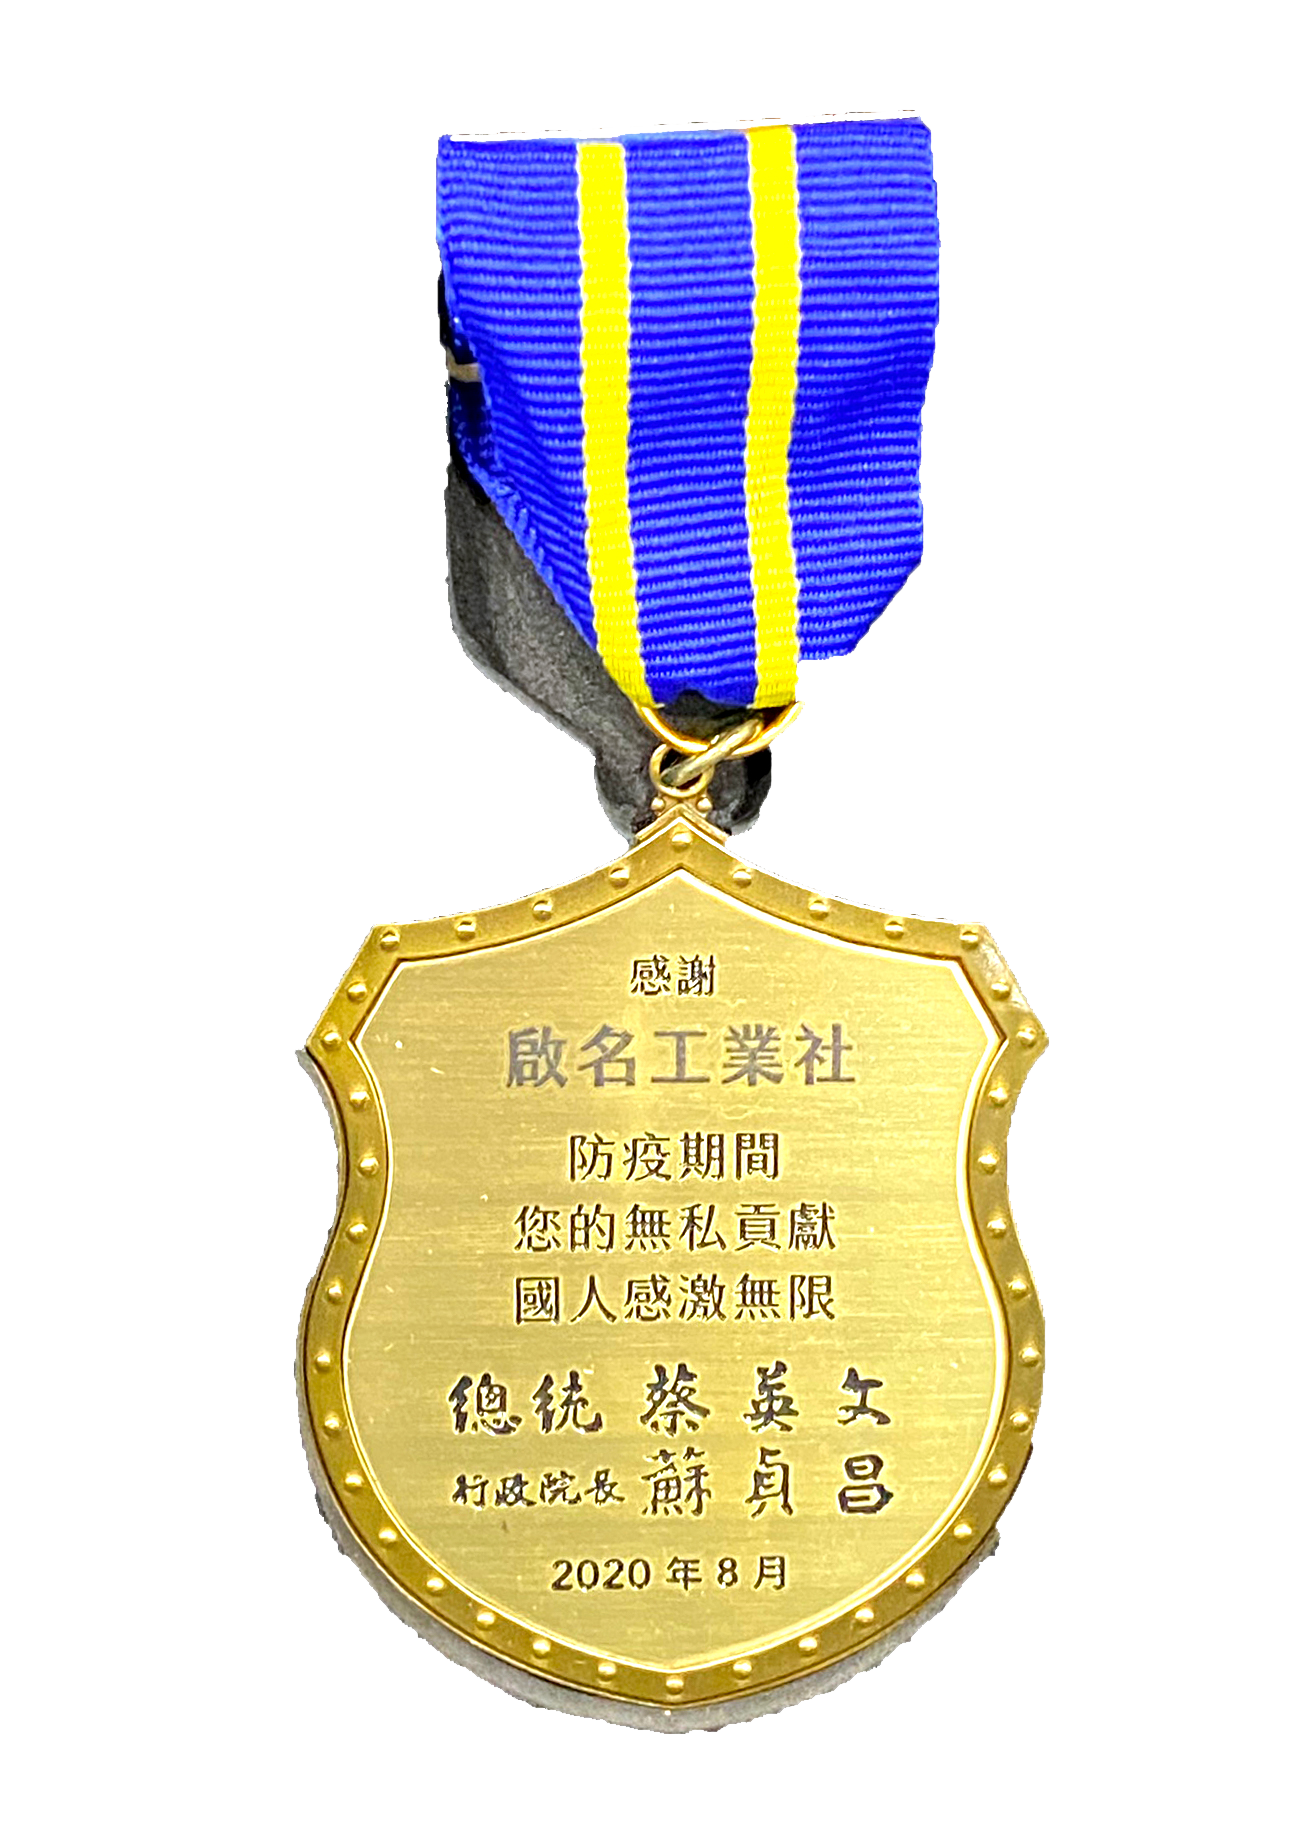 感謝
啟名工業社
防疫期間
您的無私貢獻
國人感激無限
總統 蔡英文
行政院長 蘇貞昌
2020 年 8 月